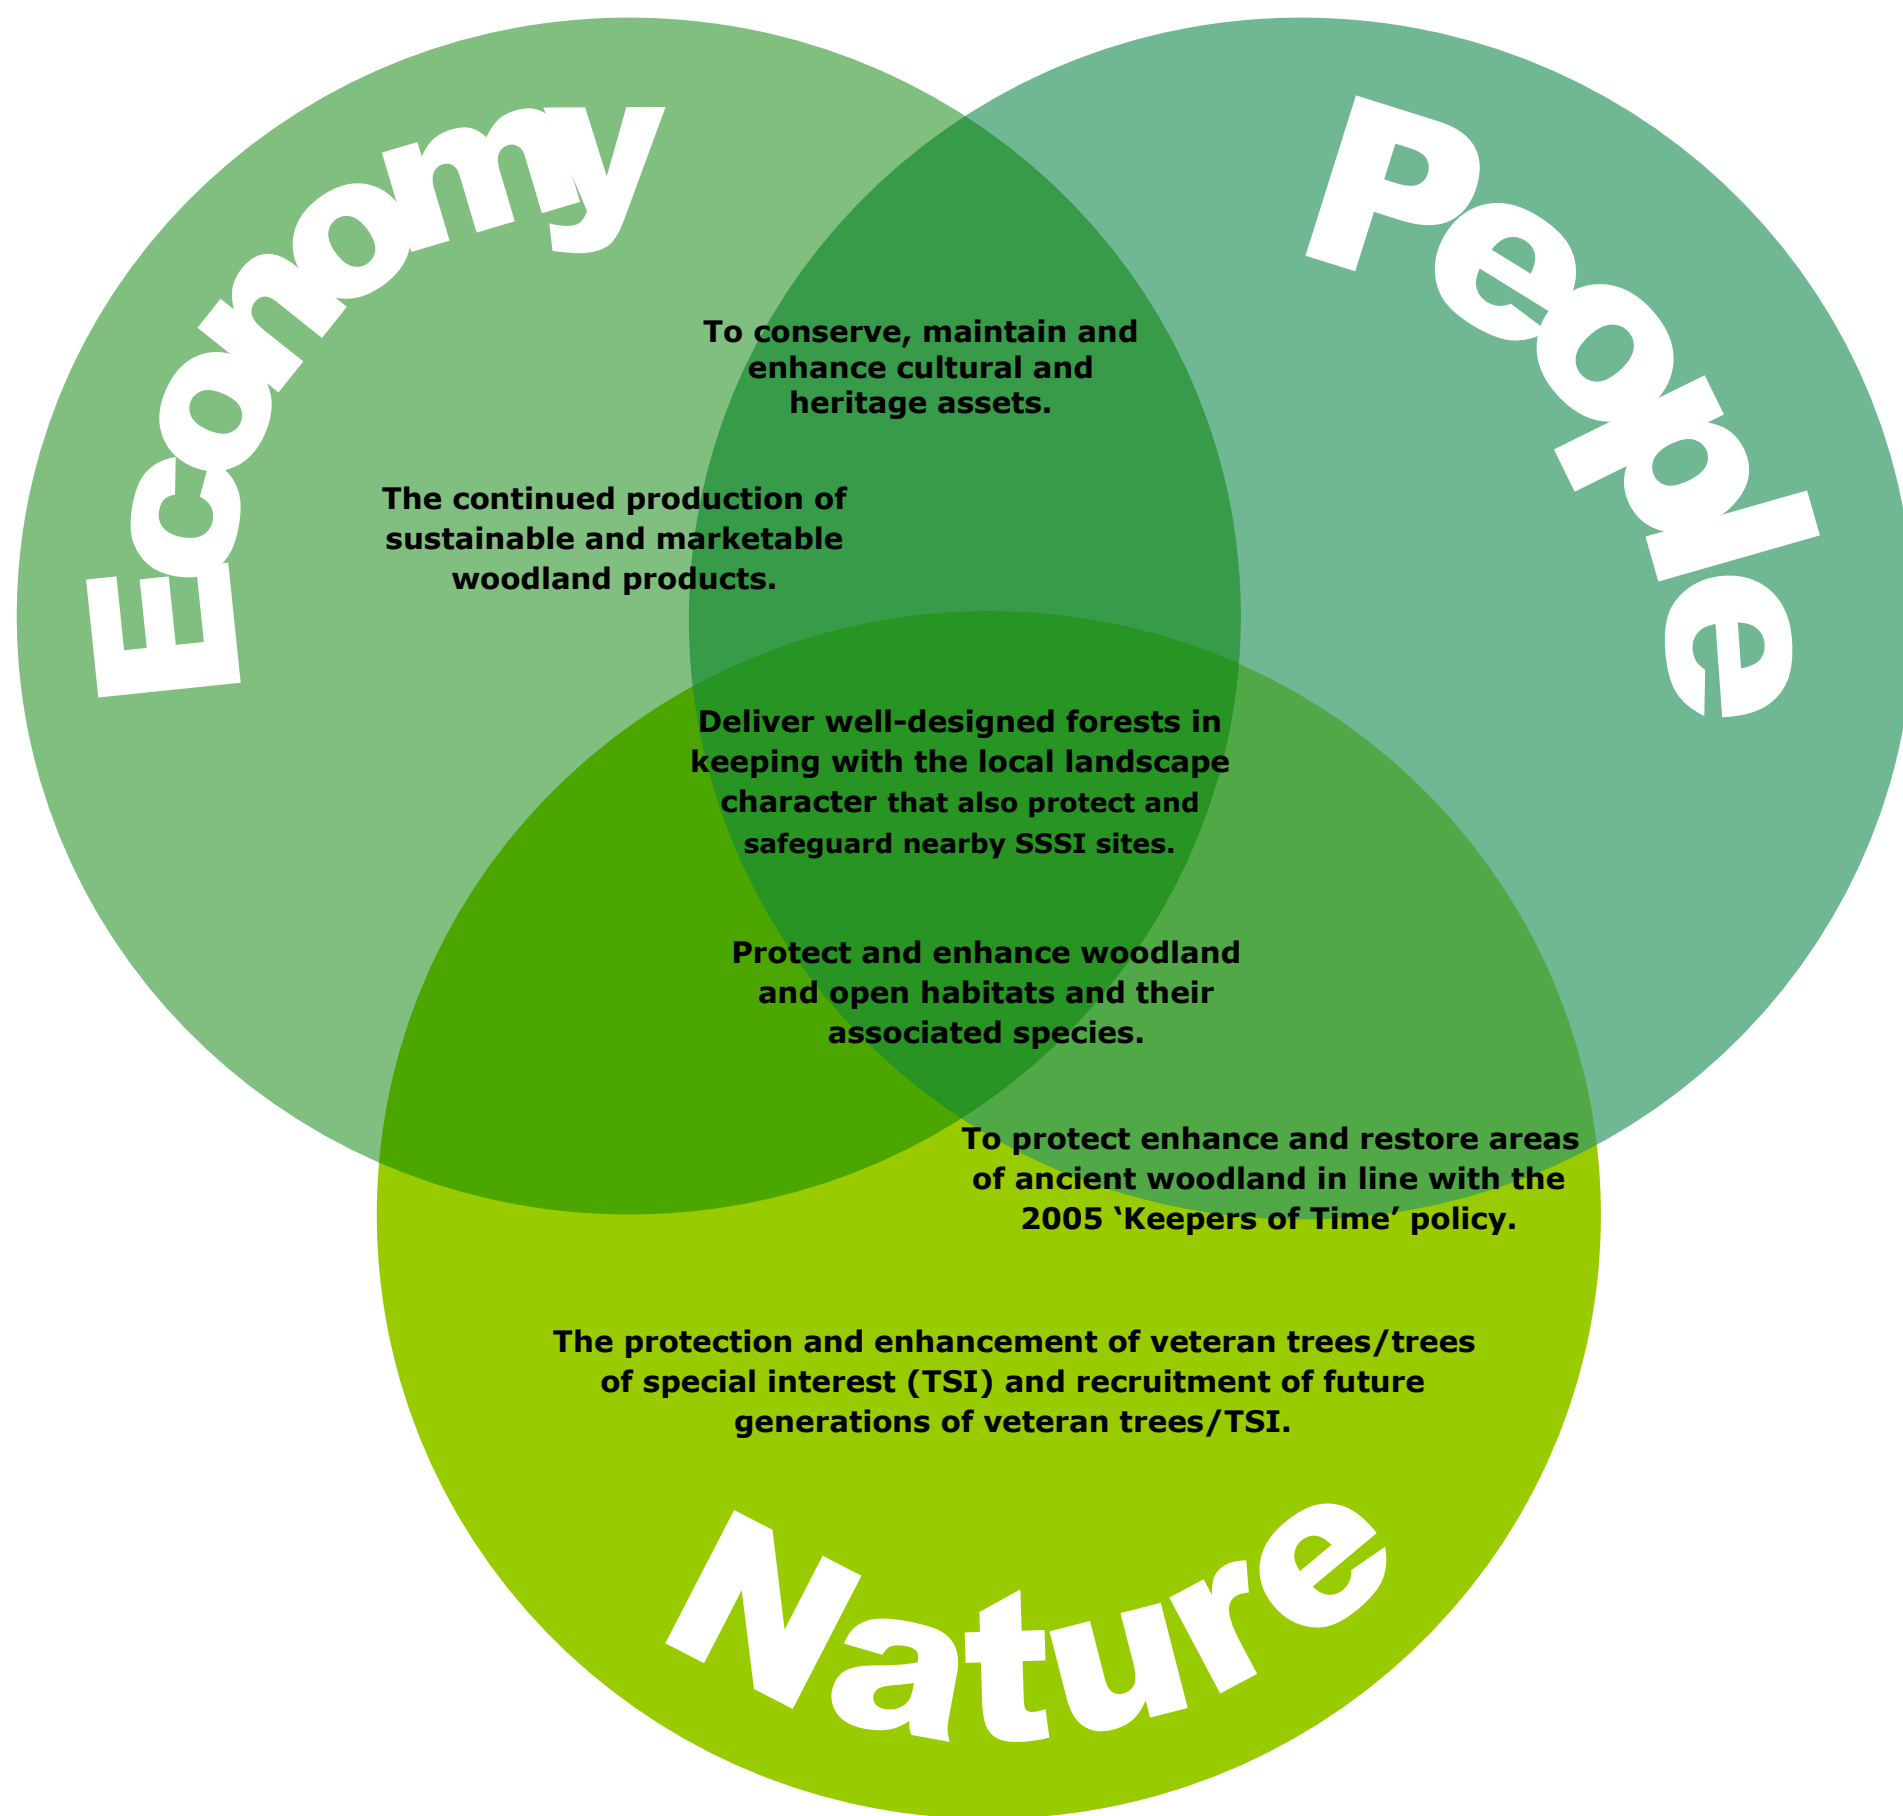 Economy
People
To conserve, maintain and
enhance cultural and
heritage assets.
The continued production of
sustainable and marketable
woodland products.
Deliver well-designed forests in
keeping with the local landscape
character that also protect and
safeguard nearby SSSI sites.
Protect and enhance woodland
and open habitats and their
associated species.
To protect enhance and restore areas
of ancient woodland in line with the
2005 ‘Keepers of Time’ policy.
The protection and enhancement of veteran trees/trees
of special interest (TSI) and recruitment of future
generations of veteran trees/TSI.
Nature